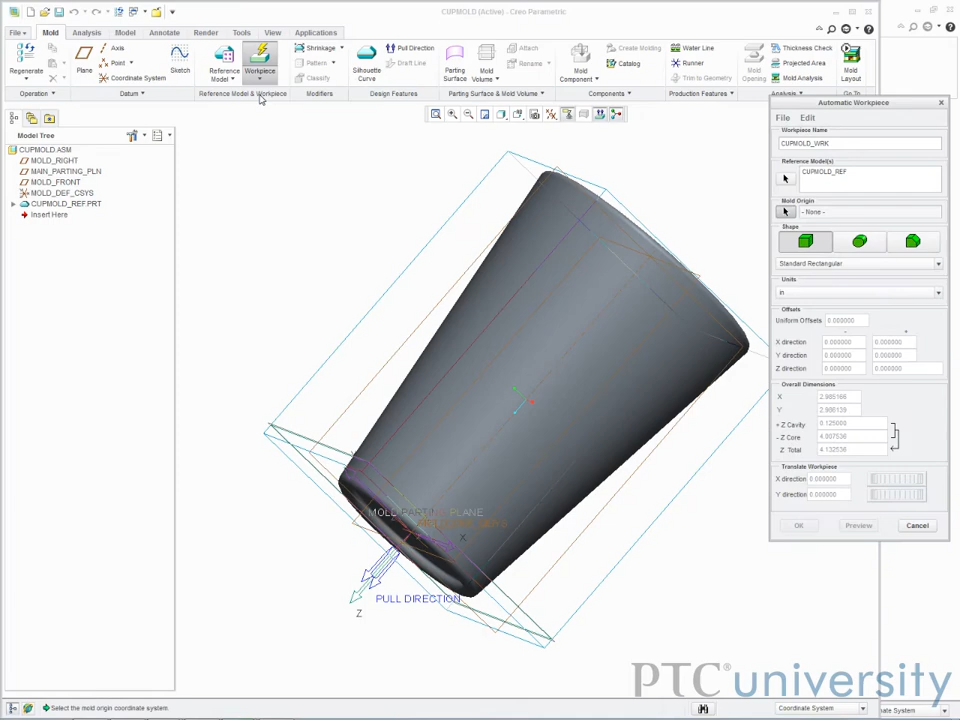 CUPMOLD (Active) - Creo Parametric
File Mold Analysis Model Annotate Render Tools View Applications
Regenerate
Plane
Axis
Point
Coordinate System
Sketch
Reference Model
Workpiece
Shrinkage
Pattern
Classify
Silhouette Curve
Pull Direction
Draft Line
Parting Surface
Mold Volume
Attach
Rename
Mold Component
Create Molding
Catalog
Water Line
Runner
Trim to Geometry
Mold Opening
Thickness Check
Projected Area
Mold Analysis
Mold Layout
Operation Datum Reference Model & Workpiece Modifiers Design Features Parting Surface & Mold Volume Components Production Features Analysis Go To
Model Tree
CUPMOLD.ASM
MOLD_RIGHT
MAIN_PARTING_PLN
MOLD_FRONT
MOLD_DEF_CSYS
CUPMOLD_REF.PRT
Insert Here
MOLD PARTING PLANE
X
PULL DIRECTION
Z
Automatic Workpiece
File Edit
Workpiece Name
CUPMOLD_WRK
Reference Model(s)
CUPMOLD_REF
Mold Origin
- None -
Shape
Standard Rectangular
Units
in
Offsets
Uniform Offsets 0.000000
- +
X direction 0.000000 0.000000
Y direction 0.000000 0.000000
Z direction 0.000000 0.000000
Overall Dimensions
X 2.985166
Y 2.986139
+ Z Cavity 0.125000
- Z Core 4.007536
Z Total 4.132536
Translate Workpiece
X direction 0.000000
Y direction 0.000000
OK Preview Cancel
PTC® university
Select the mold origin coordinate system.
Coordinate System
ate System